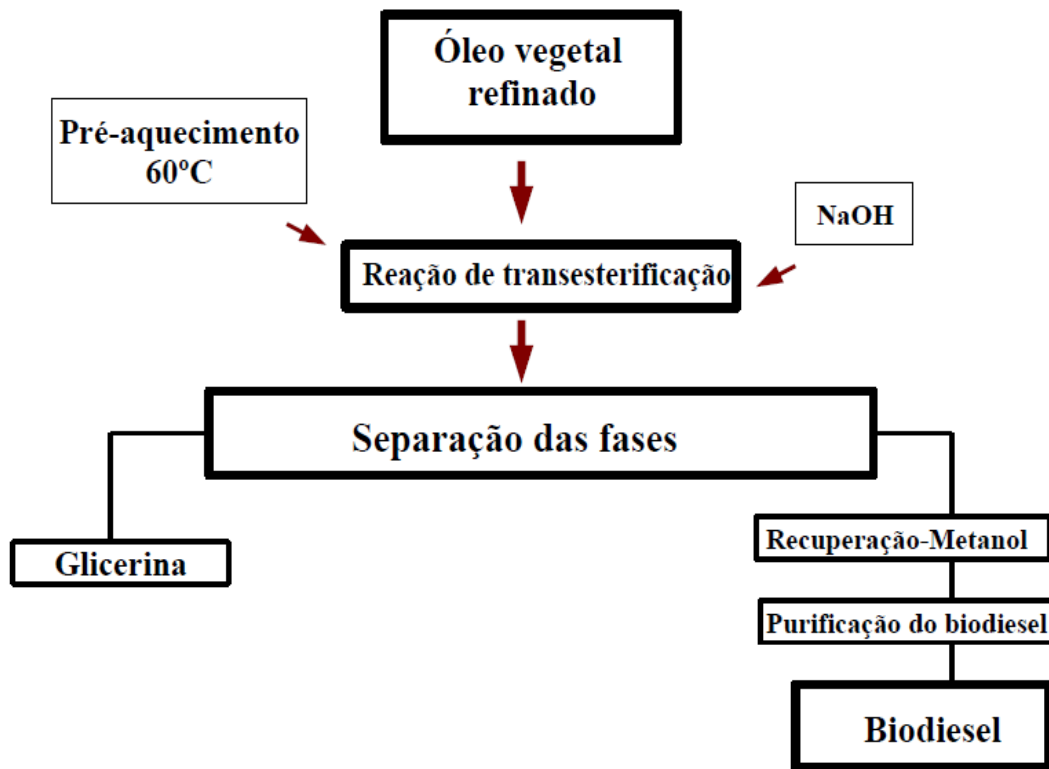 Óleo vegetal
refinado
Pré-aquecimento
60ºC
NaOH
Reação de transesterificação
Separação das fases
Glicerina
Recuperação-Metanol
Purificação do biodiesel
Biodiesel